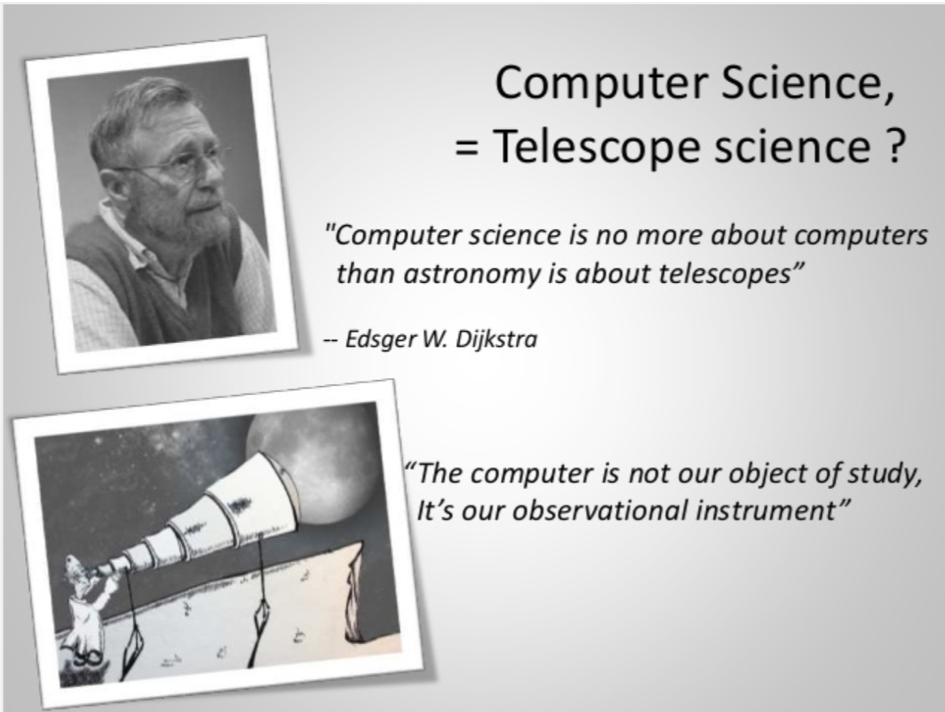 Computer Science,
= Telescope science ?
"Computer science is no more about computers
than astronomy is about telescopes”
-- Edsger W. Dijkstra
“The computer is not our object of study,
It’s our observational instrument”